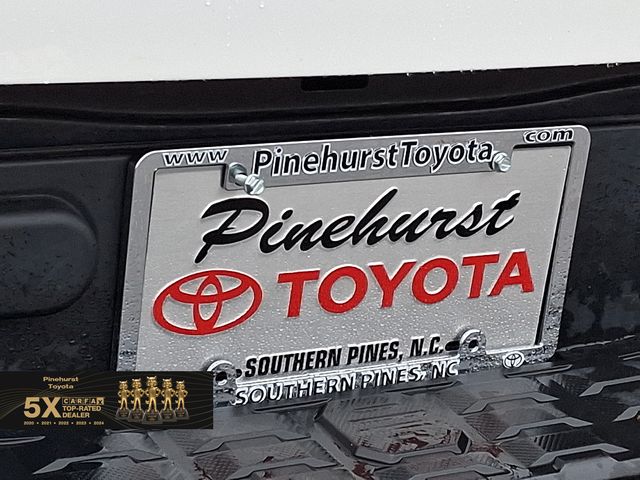 www PinehurstToyota com
Pinehurst
TOYOTA
SOUTHERN PINES, N.C.
SOUTHERN PINES, NC
Pinehurst
Toyota
5X CARFAX
TOP-RATED
DEALER
2020 • 2021 • 2022 • 2023 • 2024